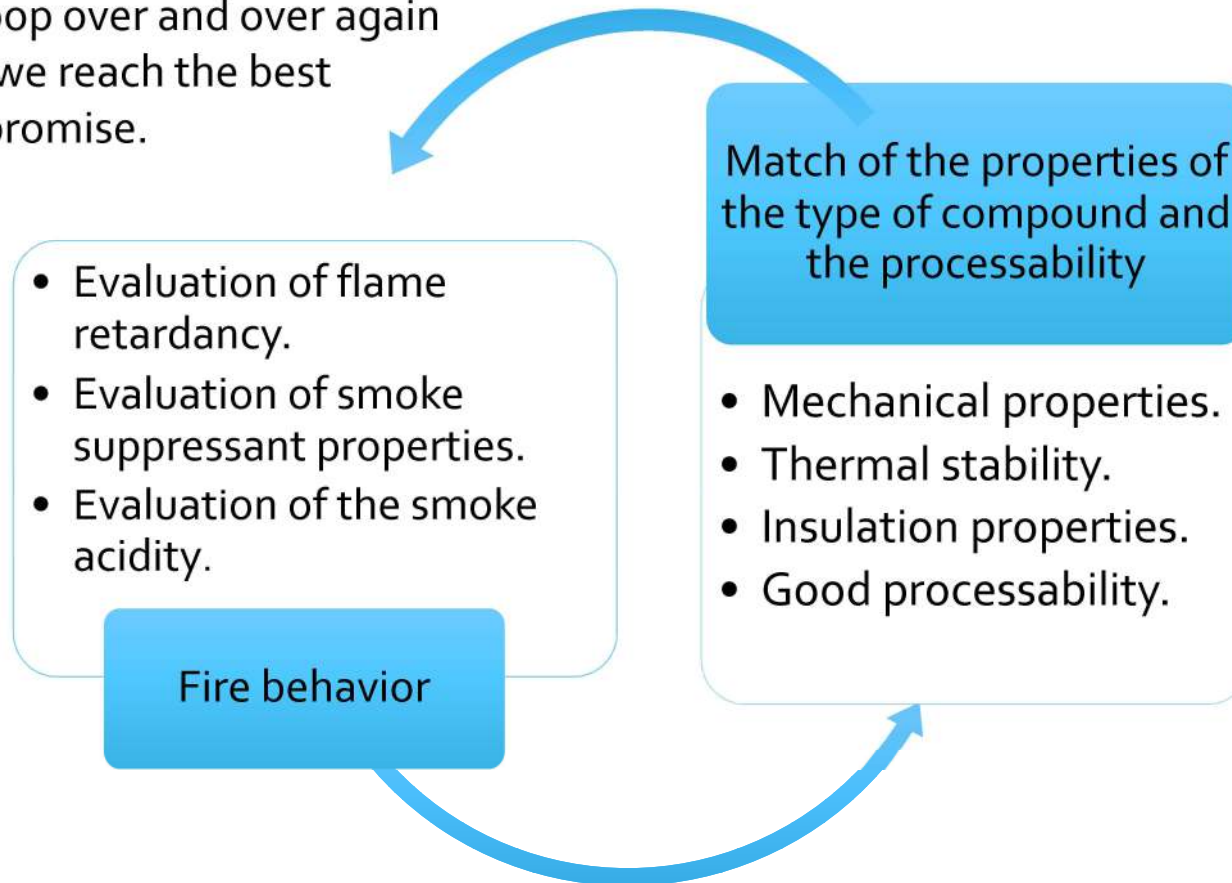 over and over again
we reach the best
Match of the properties of
the type of compound and
the processability
• Evaluation of flame
retardancy.
• Evaluation of smoke
suppressant properties.
• Evaluation of the smoke
acidity.
Fire behavior
• Mechanical properties.
• Thermal stability.
• Insulation properties.
• Good processability.